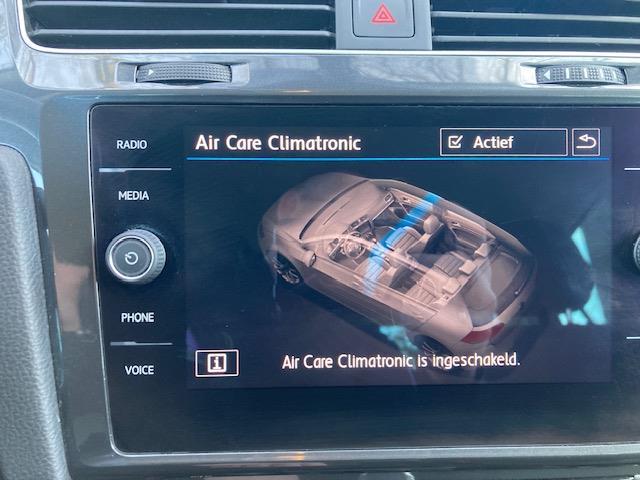 RADIO
Air Care Climatronic
Actief
MEDIA
PHONE
VOICE
i
Air Care Climatronic is ingeschakeld.